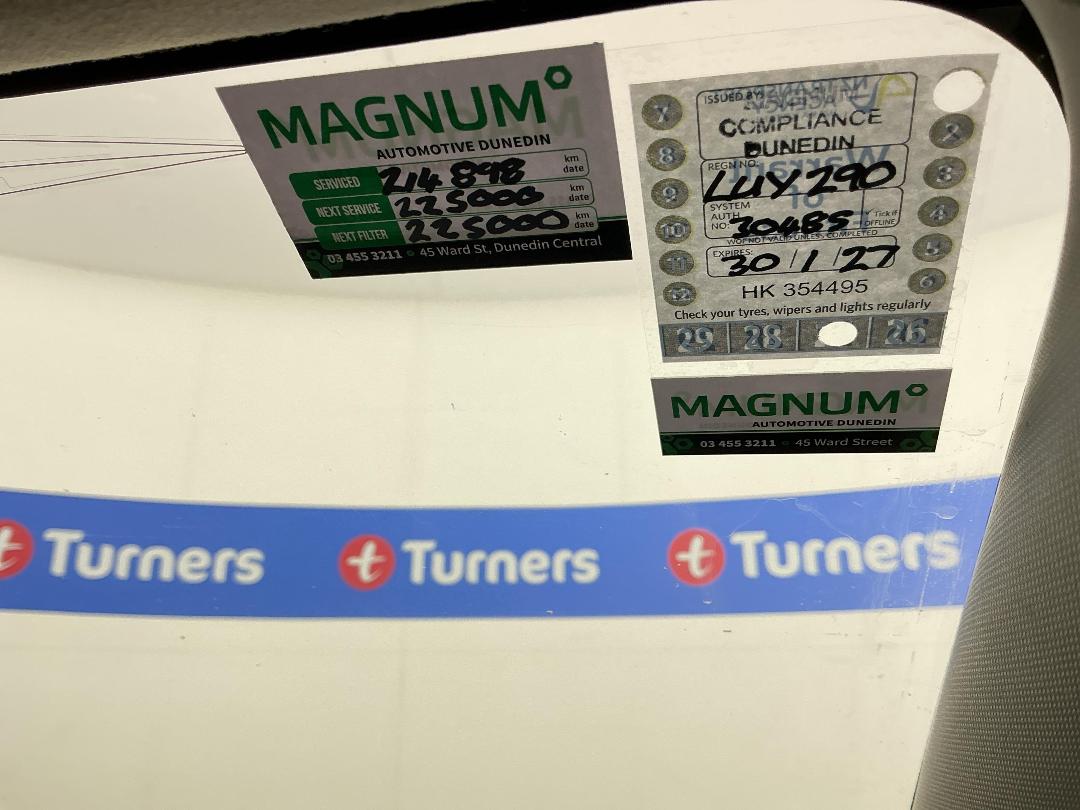 MAGNUM
AUTOMOTIVE DUNEDIN
SERVICED 214898 km date
NEXT SERVICE 225000 km date
NEXT FILTER 225000 km date
03 455 3211 45 Ward St, Dunedin Central
ISSUED BY:
COMPLIANCE
DUNEDIN
REGN NO:
LUY290
SYSTEM
AUTH
NO: 30485 ✓ Tick if OFFLINE
WOF NOT VALID UNLESS COMPLETED
EXPIRES:
30/1/27
HK 354495
Check your tyres, wipers and lights regularly
8 9 10 11 12
2 3 4 5 6
29 28 26
MAGNUM
AUTOMOTIVE DUNEDIN
03 455 3211 45 Ward Street
t Turners t Turners t Turners